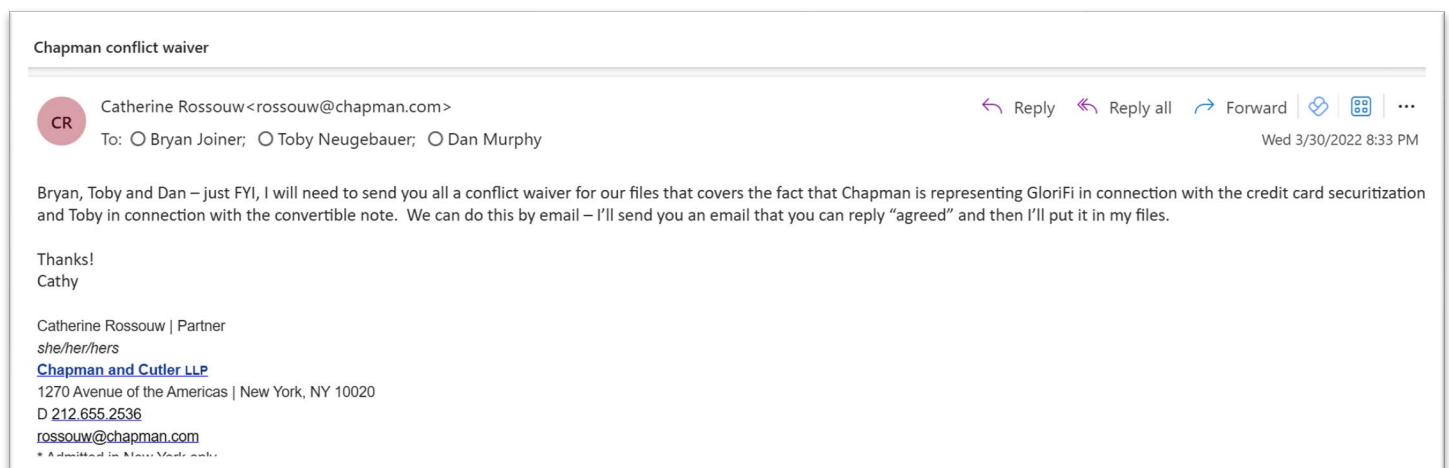 Chapman conflict waiver
CR
Catherine Rossouw<rossouw@chapman.com>
Reply Reply all Forward
To: Bryan Joiner; Toby Neugebauer; Dan Murphy
Wed 3/30/2022 8:33 PM
Bryan, Toby and Dan – just FYI, I will need to send you all a conflict waiver for our files that covers the fact that Chapman is representing GloriFi in connection with the credit card securitization
and Toby in connection with the convertible note.  We can do this by email – I’ll send you an email that you can reply “agreed” and then I’ll put it in my files.
Thanks!
Cathy
Catherine Rossouw | Partner
she/her/hers
Chapman and Cutler LLP
1270 Avenue of the Americas | New York, NY 10020
D 212.655.2536
rossouw@chapman.com
* Admitted in New York only